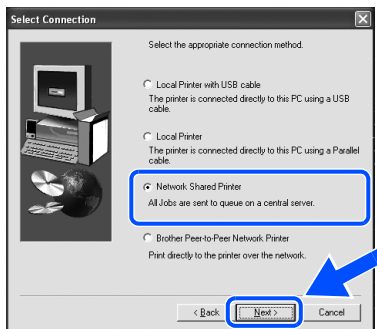 Select Connection
Select the appropriate connection method.
Local Printer with USB cable
The printer is connected directly to this PC using a USB
cable.
Local Printer
The printer is connected directly to this PC using a Parallel
cable.
Network Shared Printer
All Jobs are sent to queue on a central server.
Brother Peer-to-Peer Network Printer
Print directly to the printer over the network.
< Back
Next >
Cancel